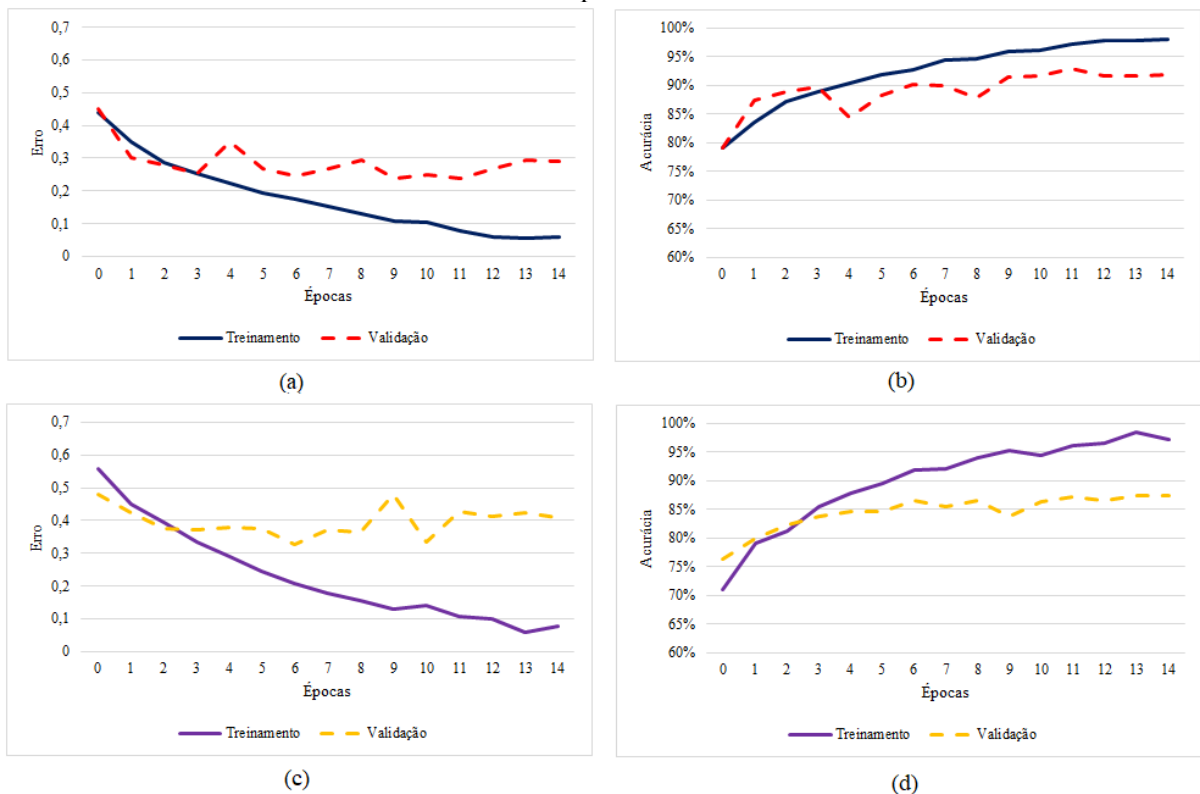 0,7
0,6
0,5
0,4
0,3
0,2
0,1
0
Erro
0 1 2 3 4 5 6 7 8 9 10 11 12 13 14
Épocas
Treinamento Validação
(a)
100%
95%
90%
85%
80%
75%
70%
65%
60%
Acurácia
0 1 2 3 4 5 6 7 8 9 10 11 12 13 14
Épocas
Treinamento Validação
(b)
0,7
0,6
0,5
0,4
0,3
0,2
0,1
0
Erro
0 1 2 3 4 5 6 7 8 9 10 11 12 13 14
Épocas
Treinamento Validação
(c)
100%
95%
90%
85%
80%
75%
70%
65%
60%
Acurácia
0 1 2 3 4 5 6 7 8 9 10 11 12 13 14
Épocas
Treinamento Validação
(d)